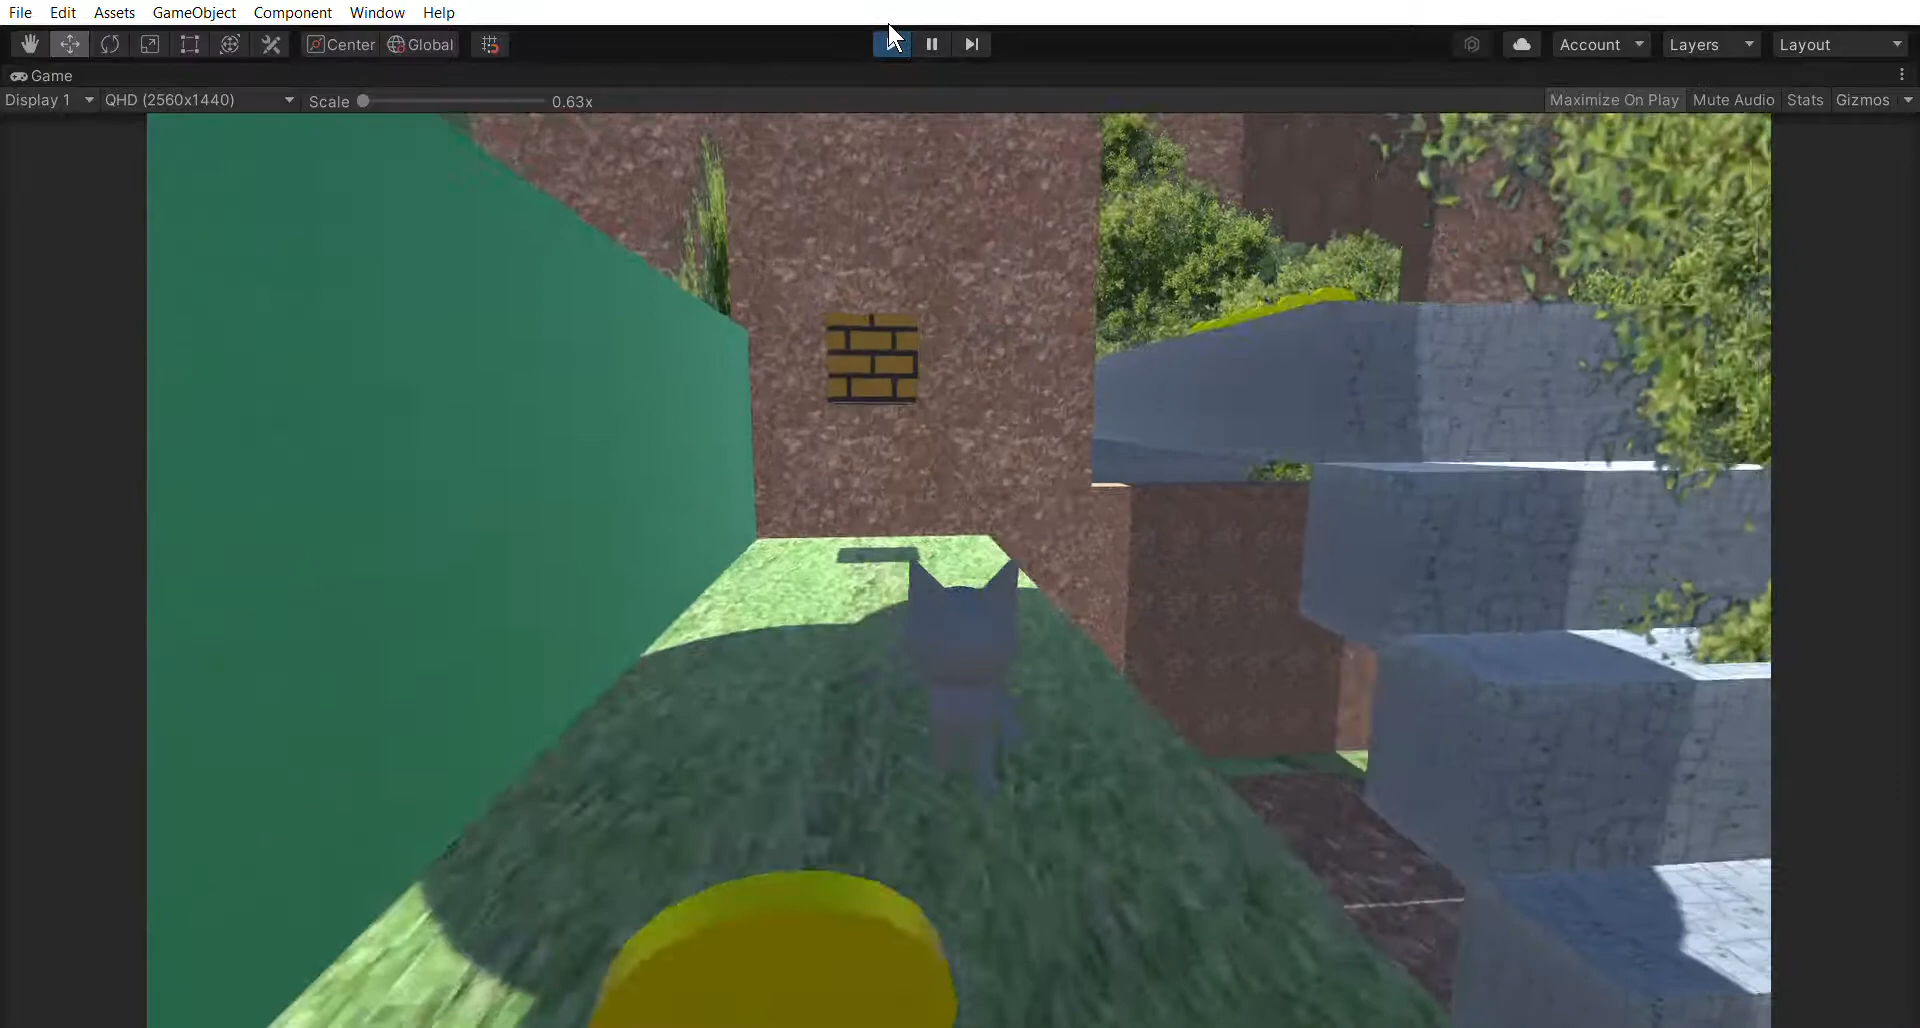 File Edit Assets GameObject Component Window Help
Center Global Account Layers Layout
Game
Display 1 QHD (2560x1440) Scale 0.63x Maximize On Play Mute Audio Stats Gizmos